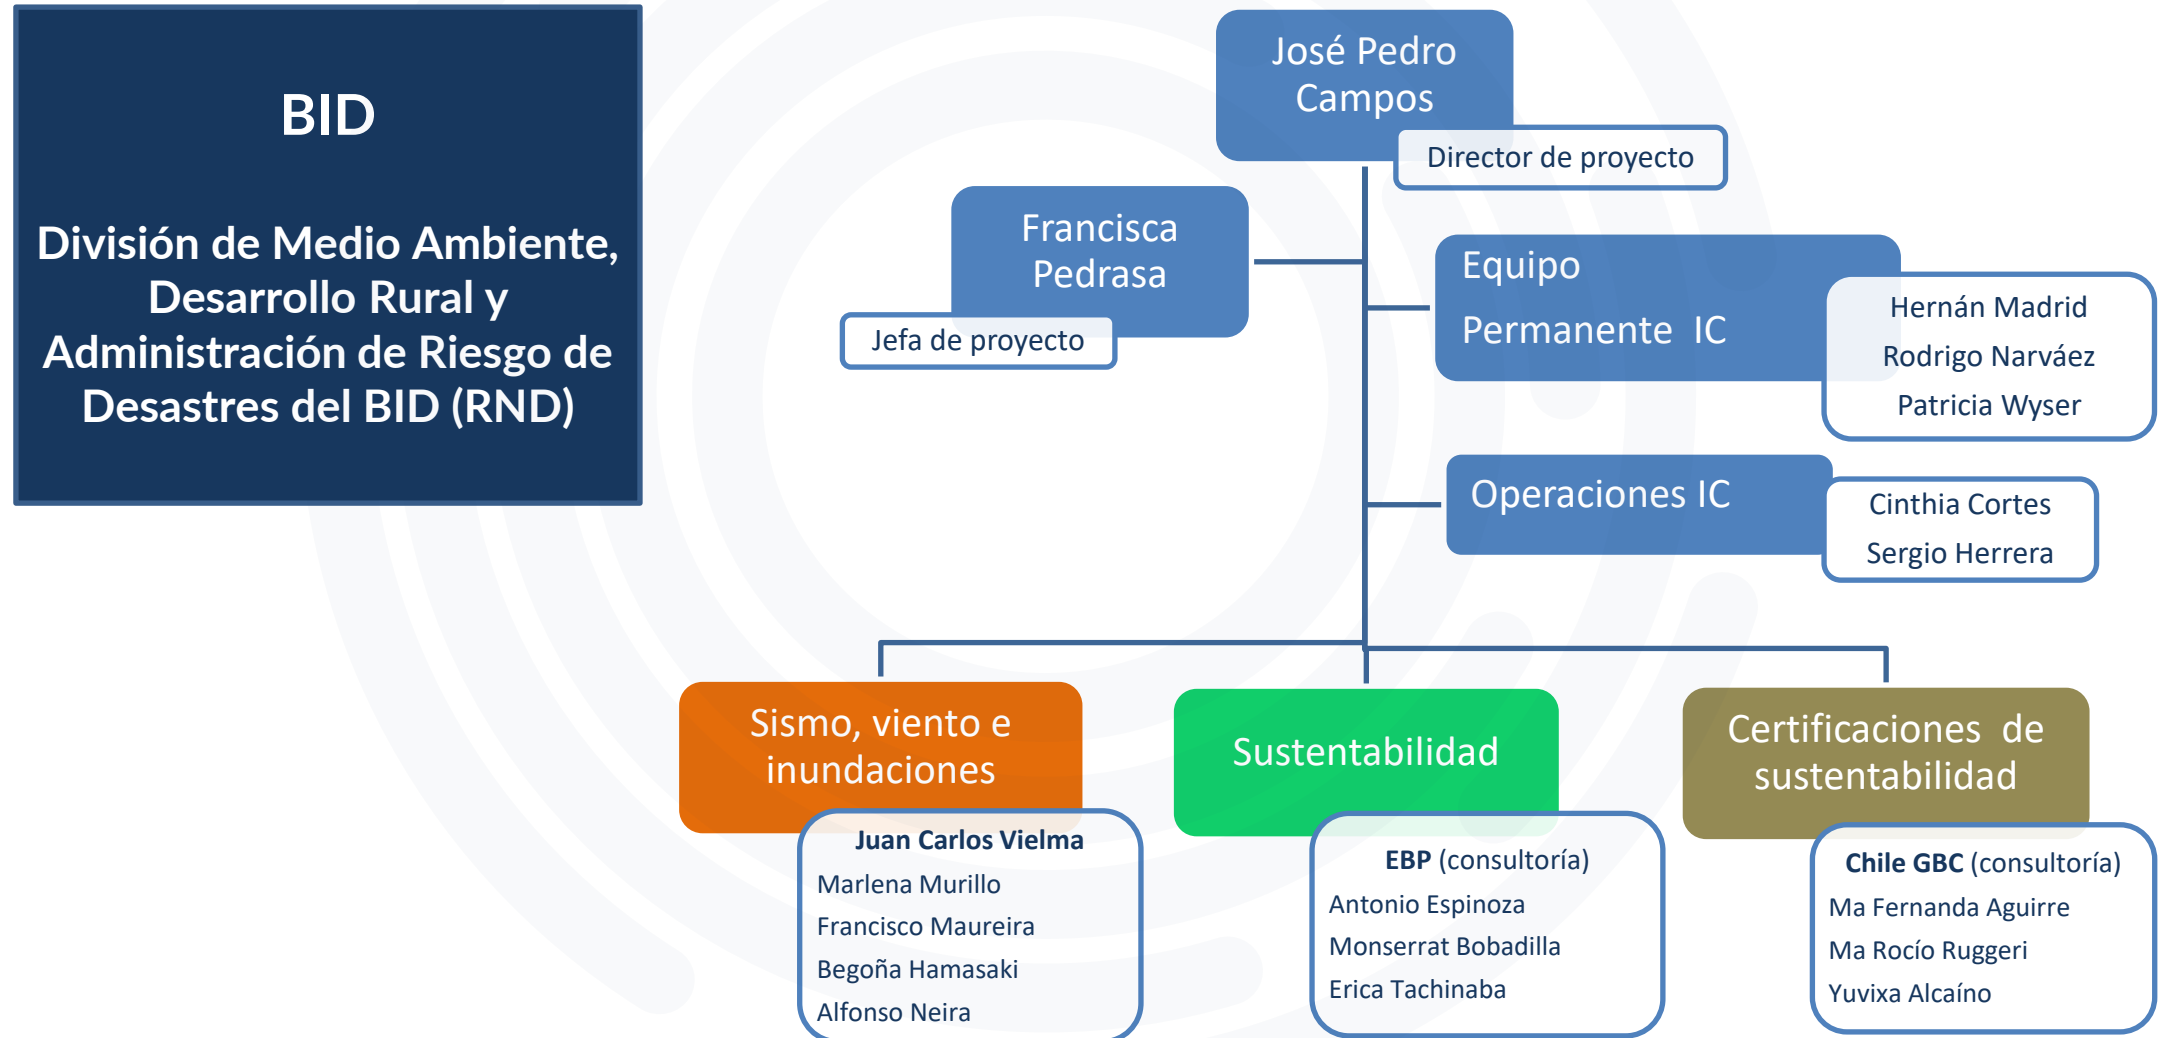 BID
División de Medio Ambiente,
Desarrollo Rural y
Administración de Riesgo de
Desastres del BID (RND)
José Pedro
Campos
Director de proyecto
Francisca
Pedrasa
Jefa de proyecto
Equipo
Permanente  IC
Hernán Madrid
Rodrigo Narváez
Patricia Wyser
Operaciones IC
Cinthia Cortes
Sergio Herrera
Sismo, viento e
inundaciones
Juan Carlos Vielma
Marlena Murillo
Francisco Maureira
Begoña Hamasaki
Alfonso Neira
Sustentabilidad
EBP (consultoría)
Antonio Espinoza
Monserrat Bobadilla
Erica Tachinaba
Certificaciones  de
sustentabilidad
Chile GBC (consultoría)
Ma Fernanda Aguirre
Ma Rocío Ruggeri
Yuvixa Alcaíno